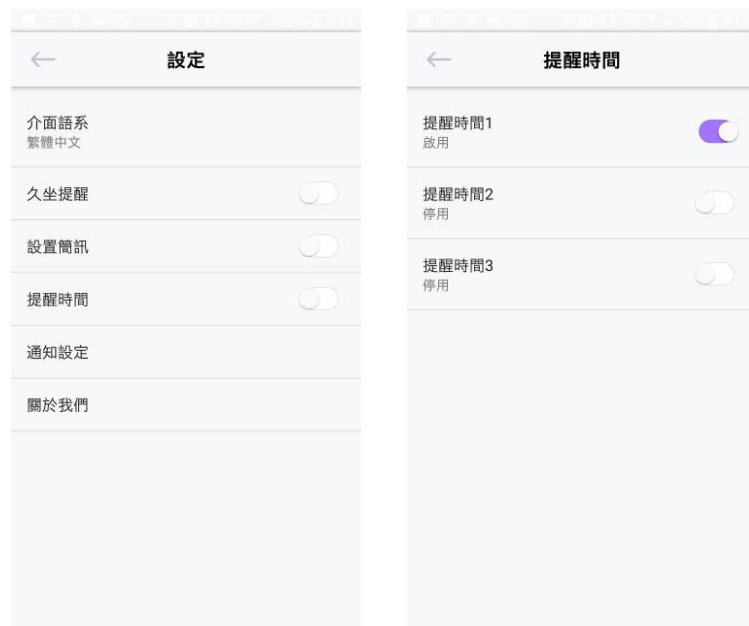 設定
介面語系
繁體中文
久坐提醒
設置簡訊
提醒時間
通知設定
關於我們
提醒時間
提醒時間1
啟用
提醒時間2
停用
提醒時間3
停用